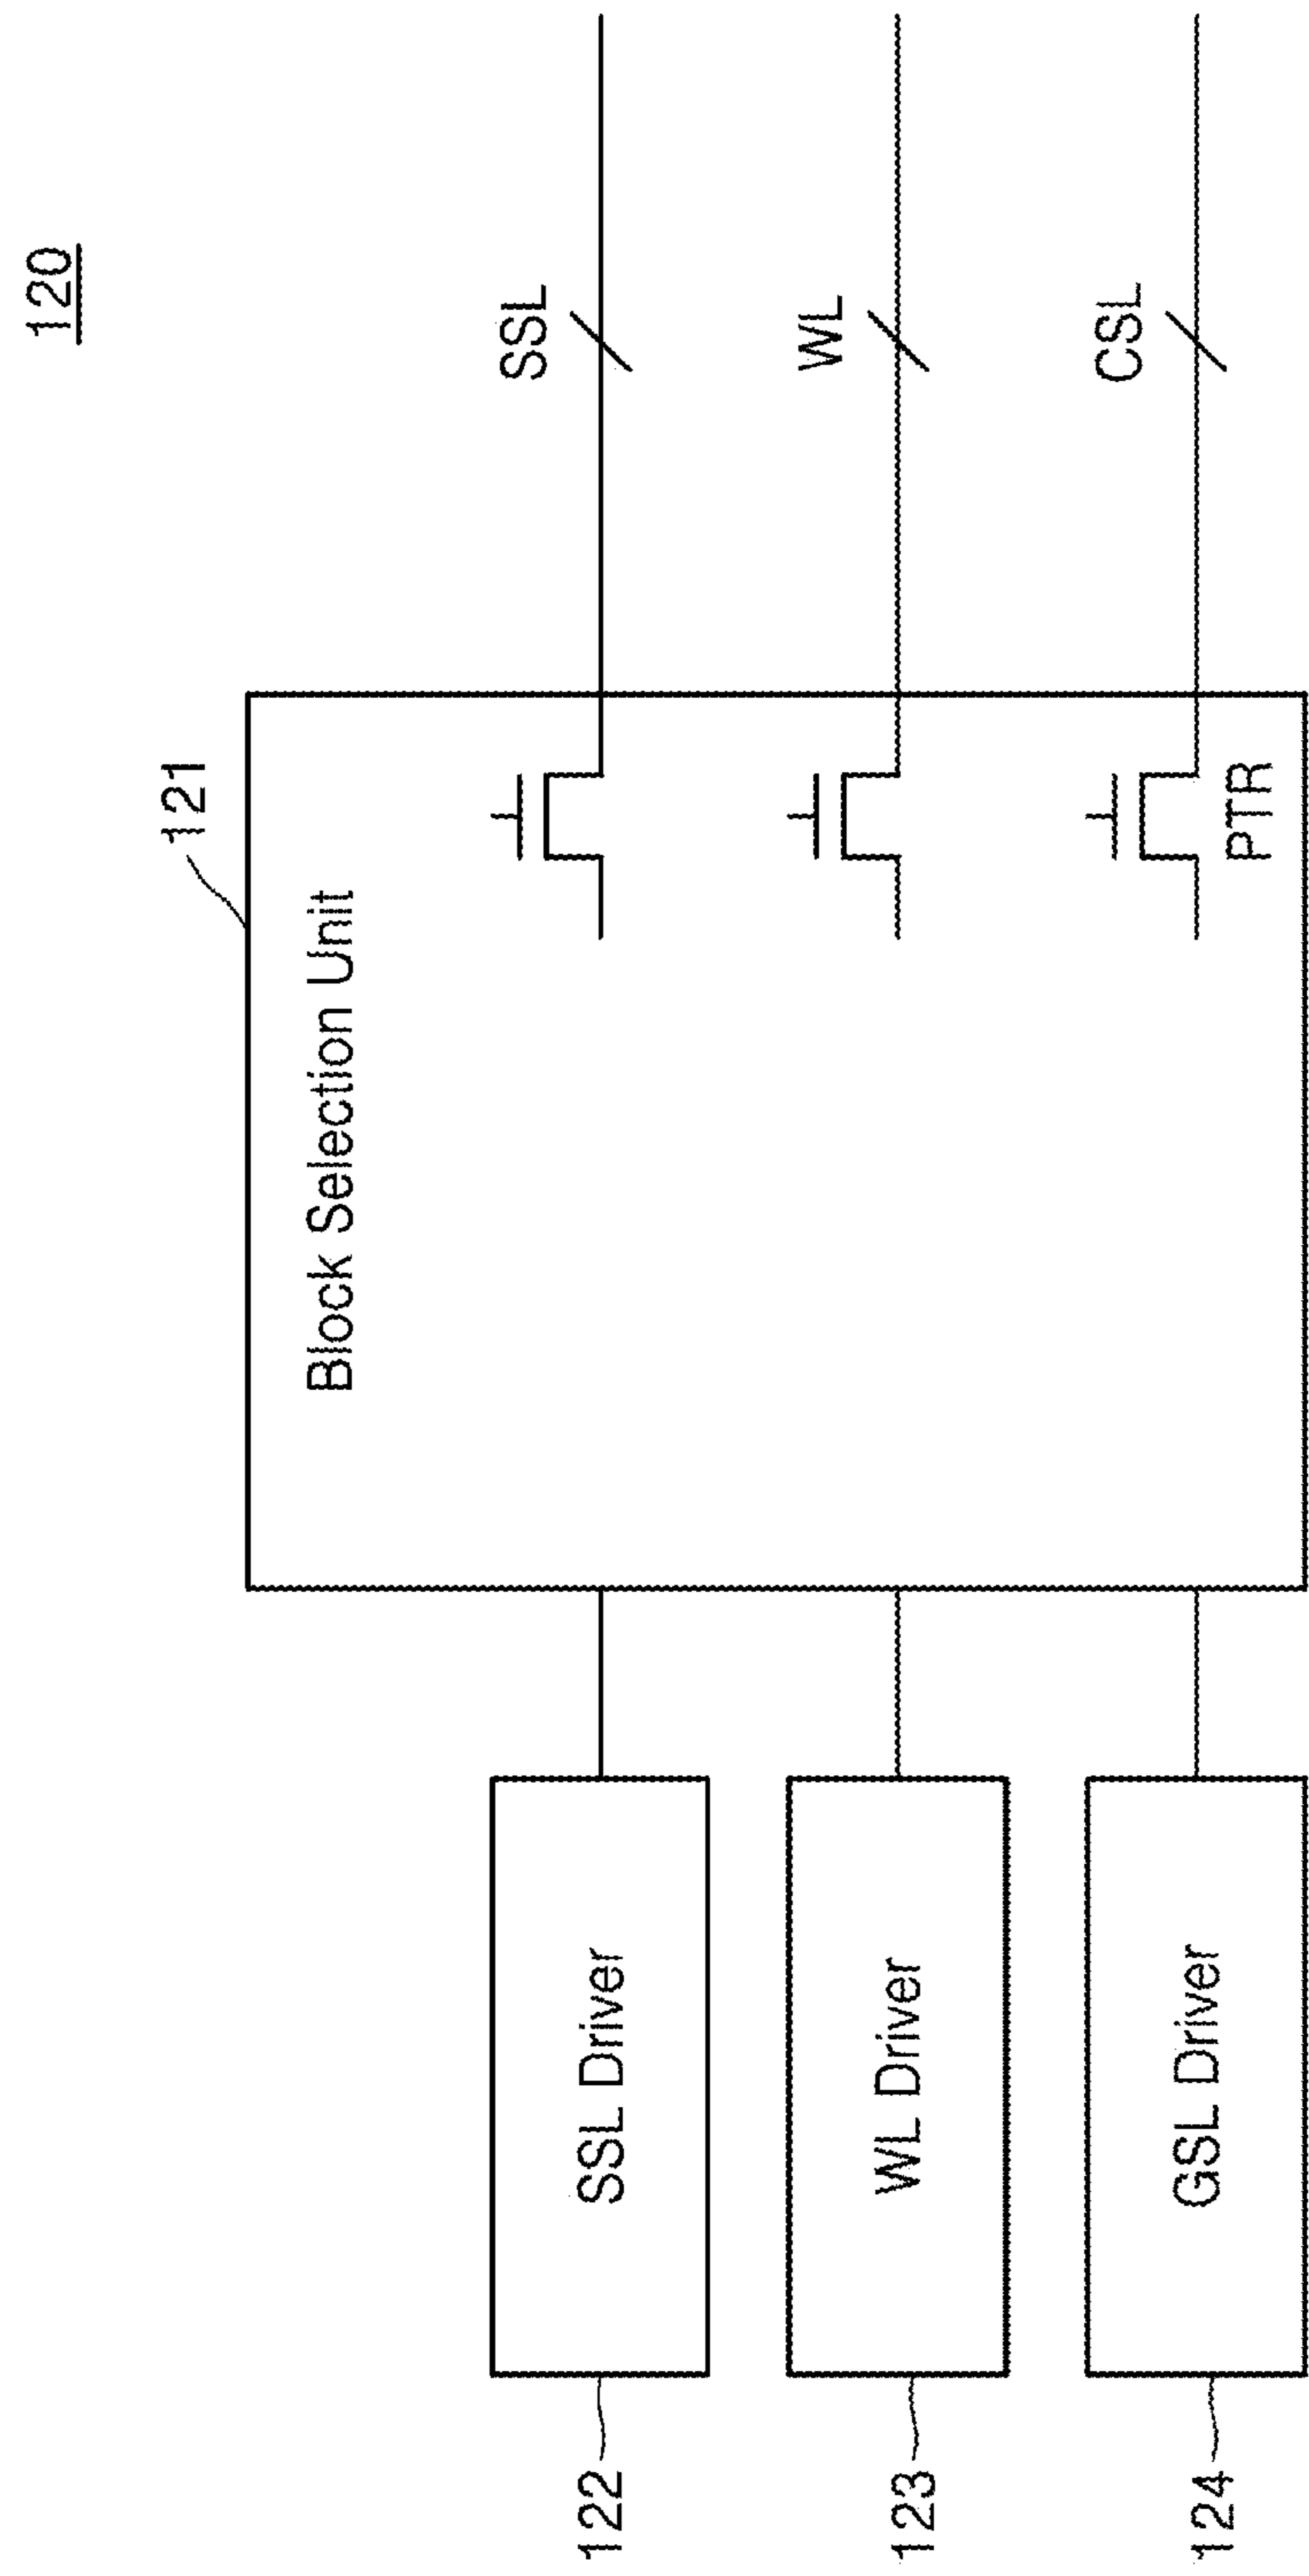 120
121
Block Selection Unit
SSL
WL
CSL
PTR
SSL Driver
WL Driver
GSL Driver
122
123
124